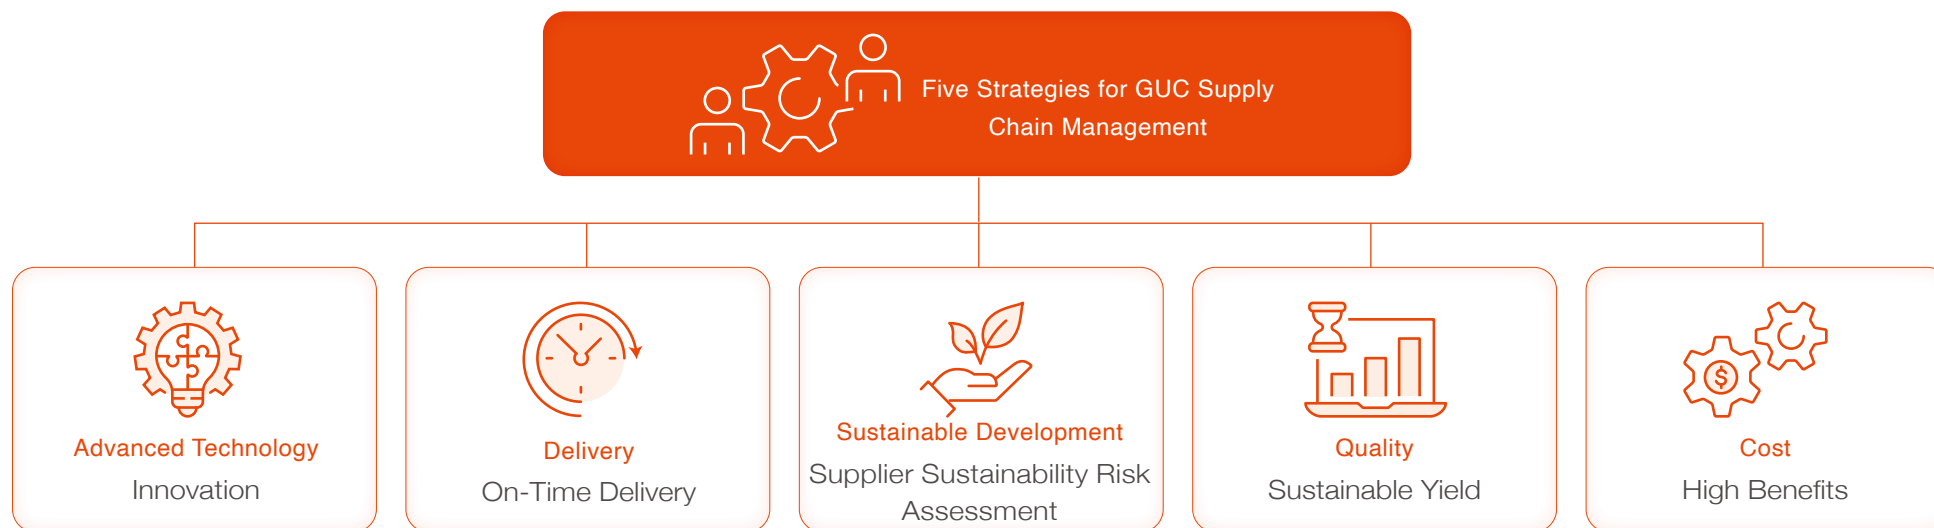 Five Strategies for GUC Supply
Chain Management
Advanced Technology
Innovation
Delivery
On-Time Delivery
Sustainable Development
Supplier Sustainability Risk
Assessment
Quality
Sustainable Yield
$
Cost
High Benefits